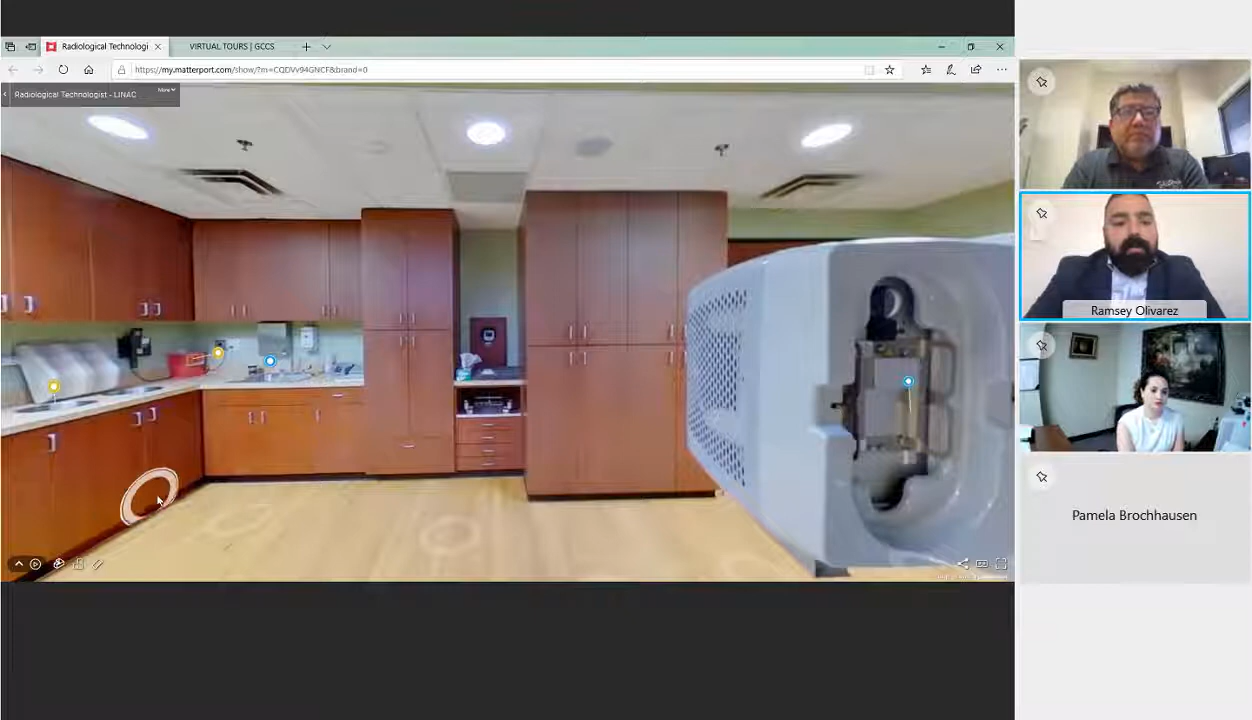 Radiological Technologi
VIRTUAL TOURS | GCCS
https://my.matterport.com/show/?m=CQDVv94GNCF&brand=0
Radiological Technologist - LINAC
More
Ramsey Olivarez
Pamela Brochhausen